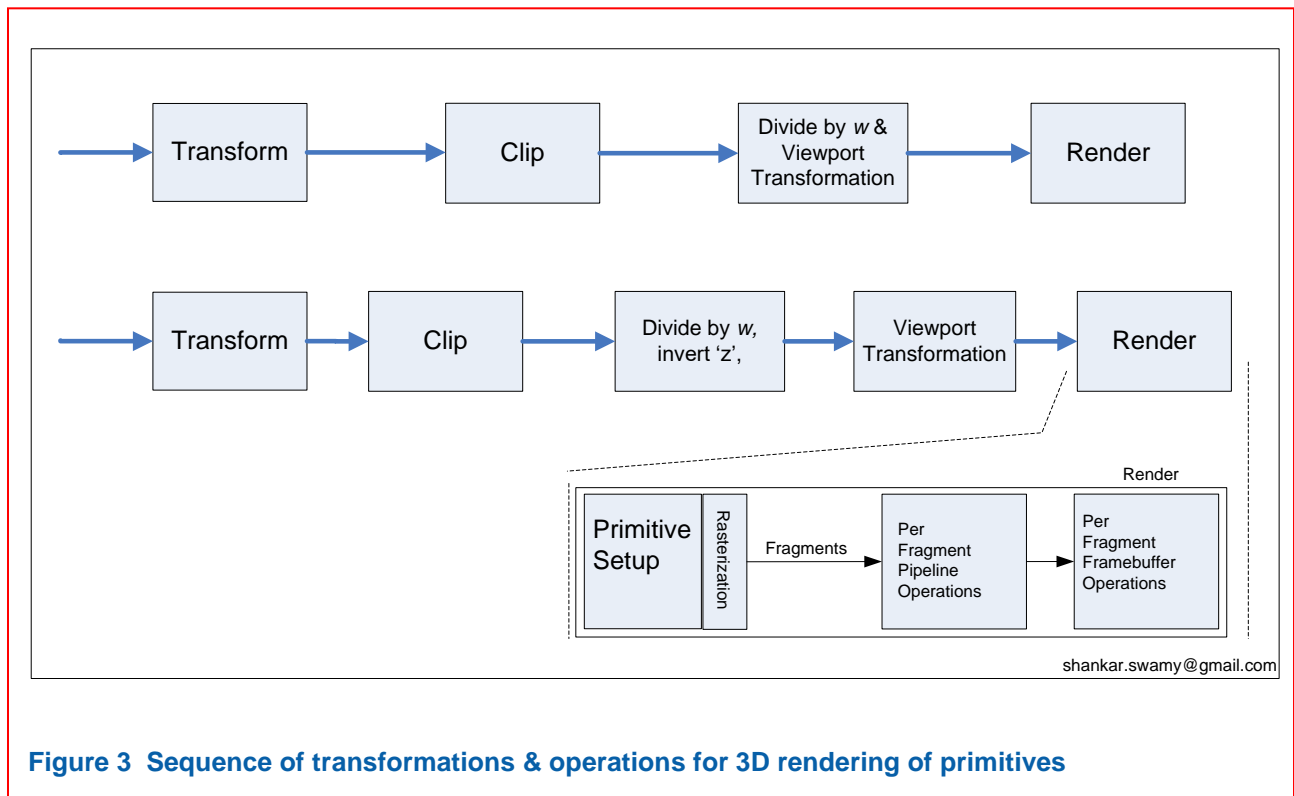 Transform
Clip
Divide by w &
Viewport
Transformation
Render
Transform
Clip
Divide by w,
invert ‘z’,
Viewport
Transformation
Render
Render
Primitive
Setup
Rasterization
Fragments
Per
Fragment
Pipeline
Operations
Per
Fragment
Framebuffer
Operations
shankar.swamy@gmail.com
Figure 3 Sequence of transformations & operations for 3D rendering of primitives